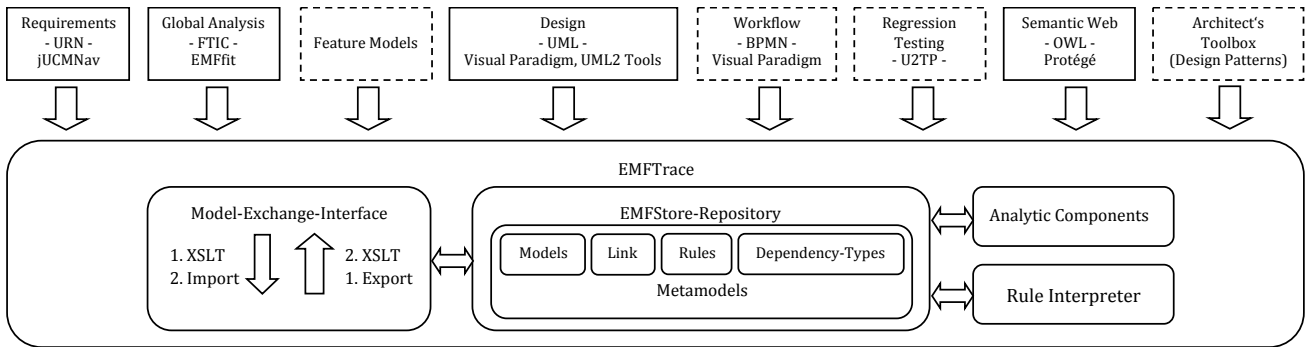 Requirements
- URN -
jUCMNav
Global Analysis
- FTIC -
EMFfit
Feature Models
Design
- UML -
Visual Paradigm, UML2 Tools
Workflow
- BPMN -
Visual Paradigm
Regression
Testing
- U2TP -
Semantic Web
- OWL -
Protégé
Architect's
Toolbox
(Design Patterns)
EMFTrace
Model-Exchange-Interface
1. XSLT
2. Import
2. XSLT
1. Export
EMFStore-Repository
Models
Link
Rules
Dependency-Types
Metamodels
Analytic Components
Rule Interpreter